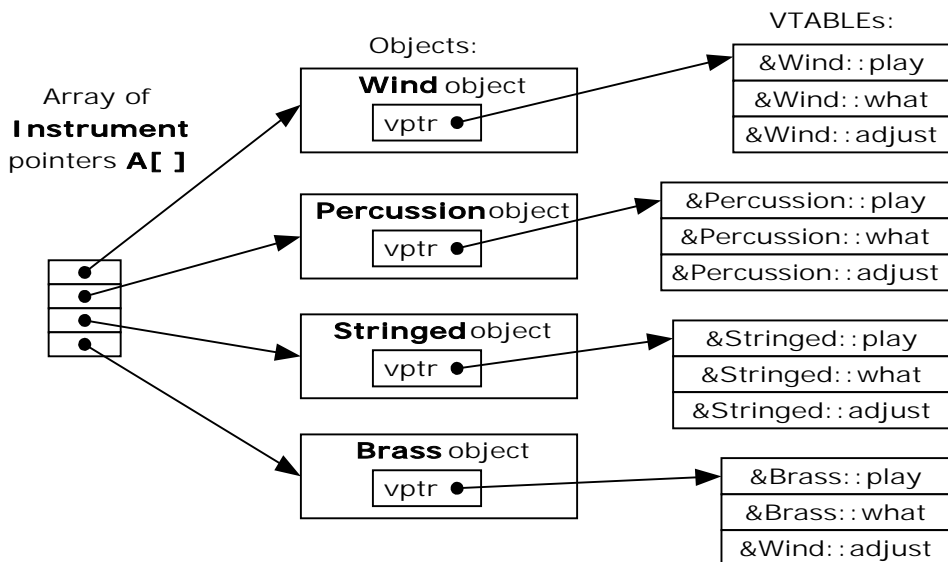 Array of
Instrument
pointers A[ ]
Objects:
Wind object
vptr
Percussion object
vptr
Stringed object
vptr
Brass object
vptr
VTABLEs:
&Wind::play
&Wind::what
&Wind::adjust
&Percussion::play
&Percussion::what
&Percussion::adjust
&Stringed::play
&Stringed::what
&Stringed::adjust
&Brass::play
&Brass::what
&Wind::adjust